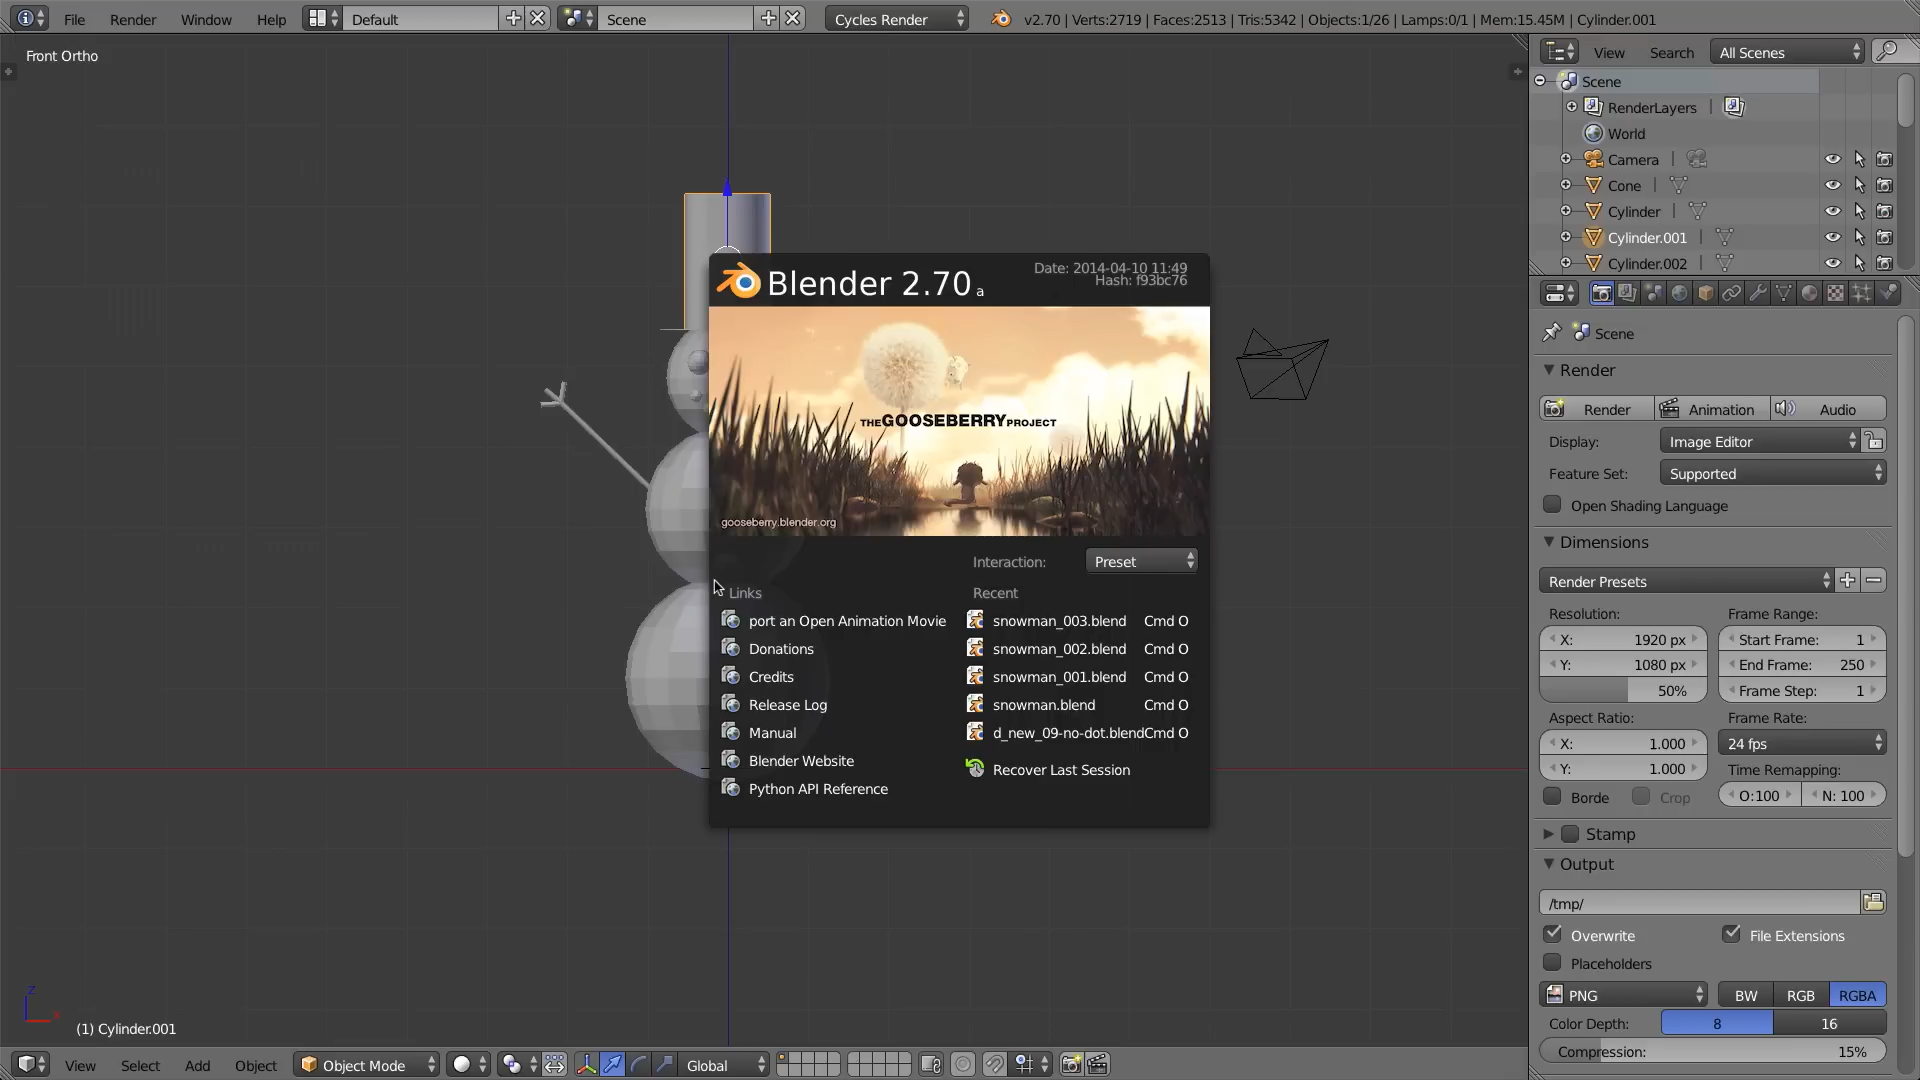 File Render Window Help Default Scene Cycles Render v2.70 | Verts:2719 | Faces:2513 | Tris:5342 | Objects:1/26 | Lamps:0/1 | Mem:15.45M | Cylinder.001
Front Ortho
View Search All Scenes
Scene
RenderLayers
World
Camera
Cone
Cylinder
Cylinder.001
Cylinder.002
Blender 2.70 a
Date: 2014-04-10 11:49
Hash: f93bc76
THE GOOSEBERRY PROJECT
gooseberry.blender.org
Interaction: Preset
Links
port an Open Animation Movie
Donations
Credits
Release Log
Manual
Blender Website
Python API Reference
Recent
snowman_003.blend Cmd O
snowman_002.blend Cmd O
snowman_001.blend Cmd O
snowman.blend Cmd O
d_new_09-no-dot.blend Cmd O
Recover Last Session
Scene
Render
Render Animation Audio
Display: Image Editor
Feature Set: Supported
Open Shading Language
Dimensions
Render Presets
Resolution: Frame Range:
X: 1920 px Start Frame: 1
Y: 1080 px End Frame: 250
50% Frame Step: 1
Aspect Ratio: Frame Rate:
X: 1.000 24 fps
Y: 1.000 Time Remapping:
Borde Crop O:100 N: 100
Stamp
Output
/tmp/
Overwrite File Extensions
Placeholders
PNG BW RGB RGBA
Color Depth: 8 16
Compression: 15%
Z
(1) Cylinder.001
View Select Add Object Object Mode Global